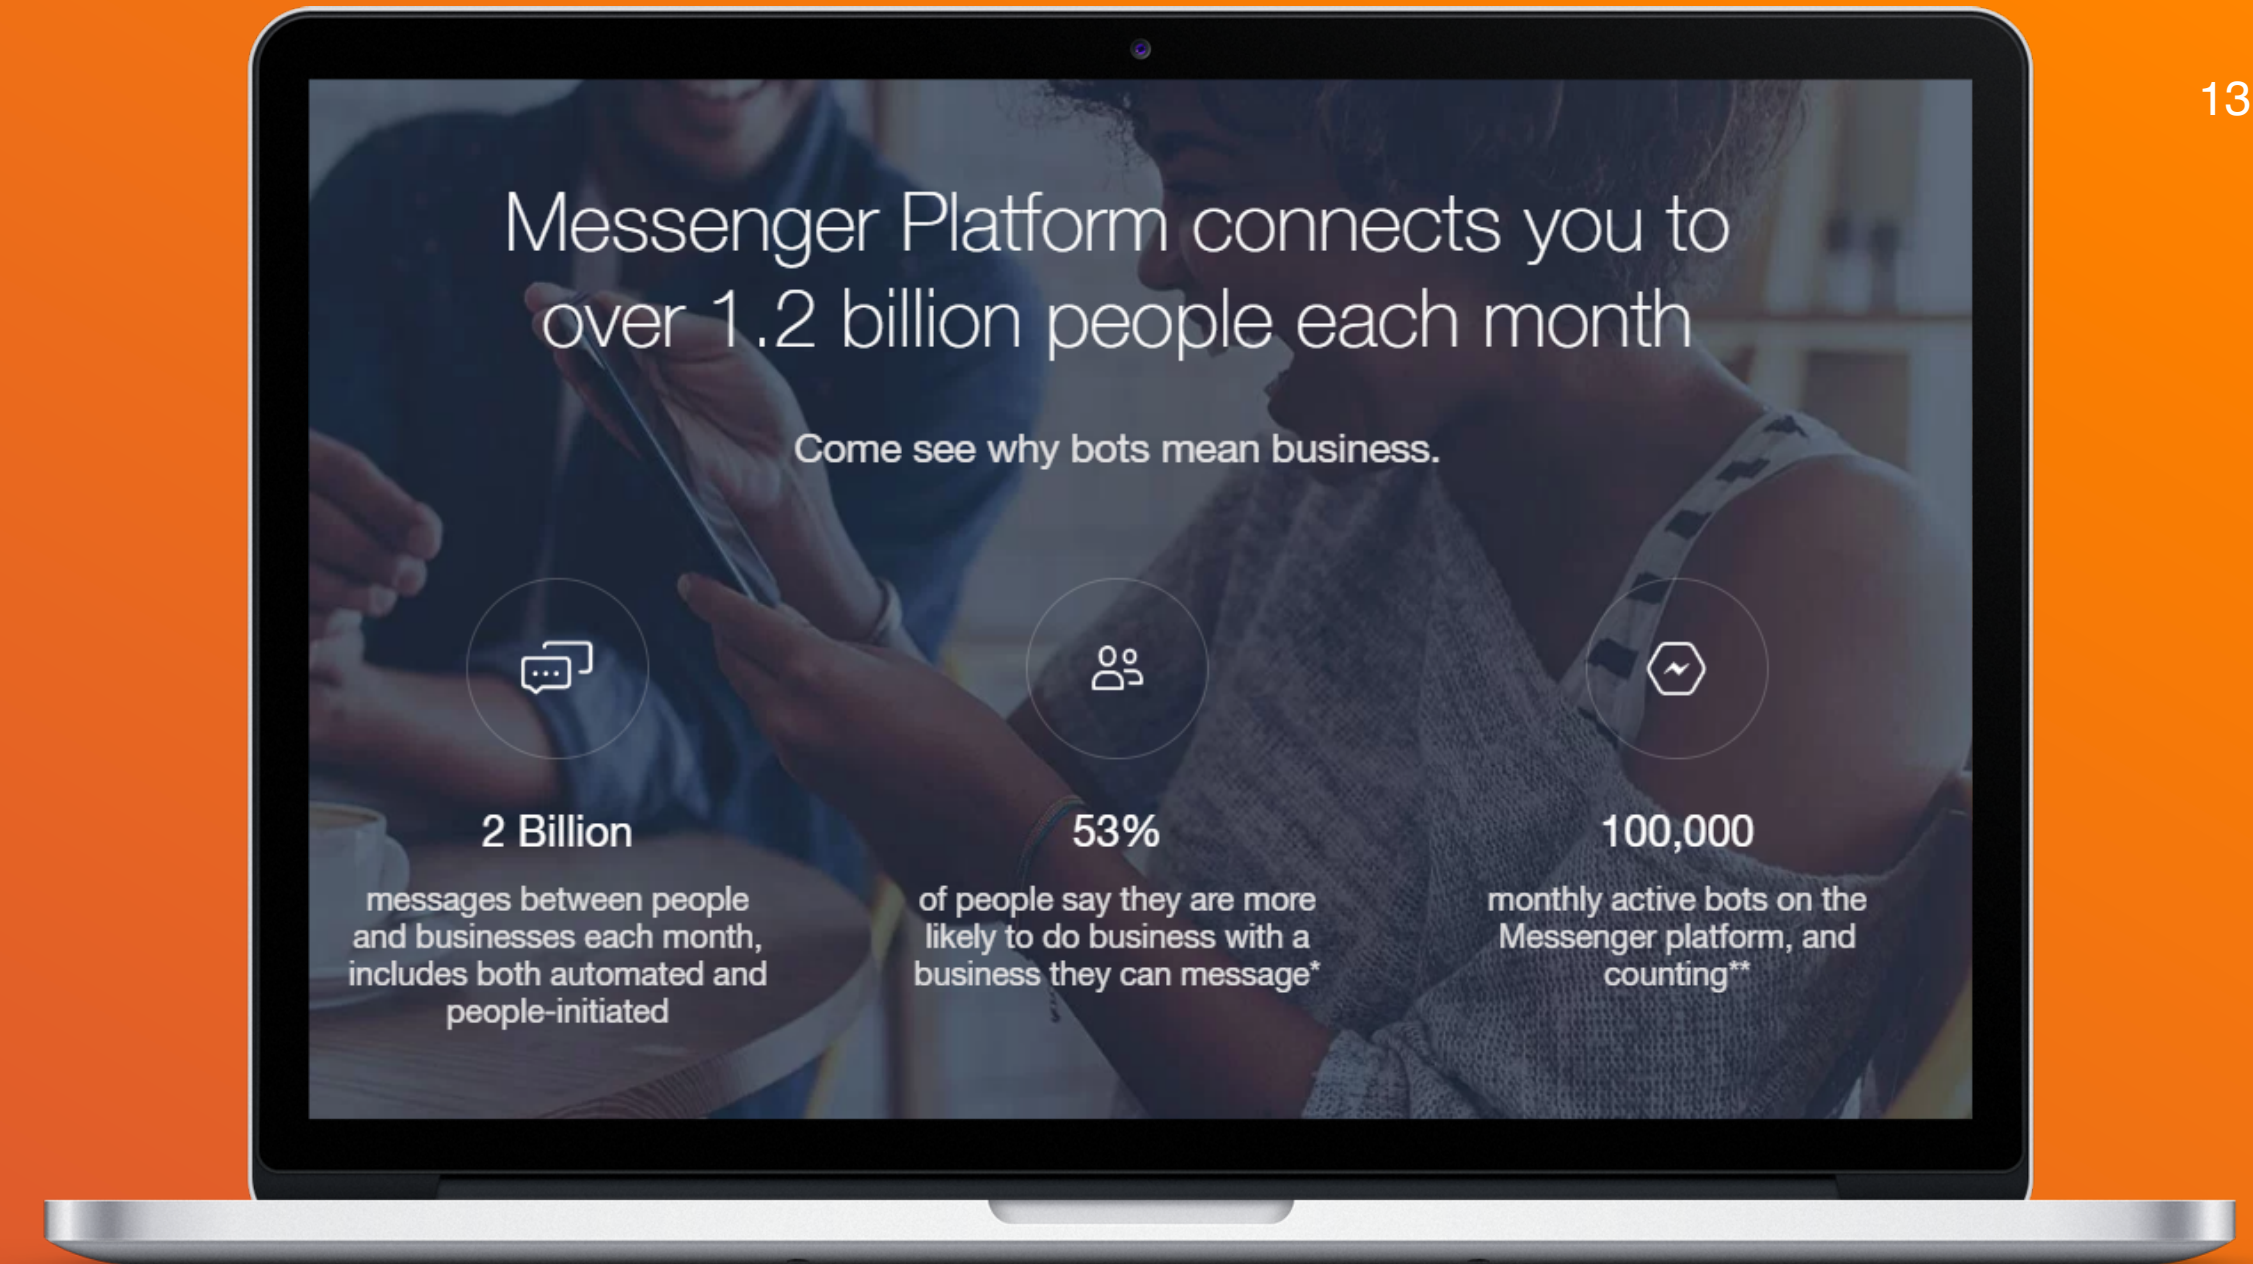 13
Messenger Platform connects you to
over 1.2 billion people each month
Come see why bots mean business.
2 Billion
messages between people
and businesses each month,
includes both automated and
people-initiated
53%
of people say they are more
likely to do business with a
business they can message*
100,000
monthly active bots on the
Messenger platform, and
counting**